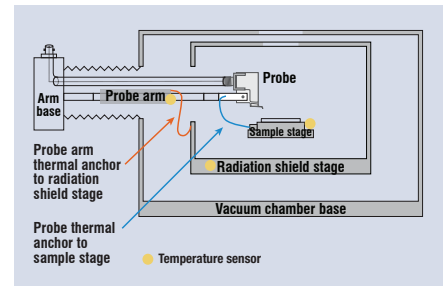 Probe
Arm
base
Probe arm
Sample stage
Probe arm
thermal anchor
to radiation
shield stage
Radiation shield stage
Vacuum chamber base
Probe thermal
anchor to
sample stage
Temperature sensor